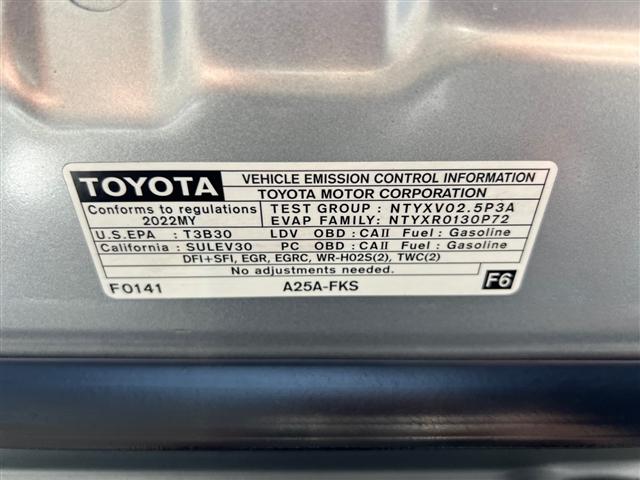 TOYOTA
VEHICLE EMISSION CONTROL INFORMATION
TOYOTA MOTOR CORPORATION
Conforms to regulations
2022MY
TEST GROUP : NTYXV02.5P3A
EVAP FAMILY: NTYXR0130P72
U.S.EPA : T3B30 LDV OBD : CAII Fuel : Gasoline
California : SULEV30 PC OBD : CAII Fuel : Gasoline
DFI+SFI, EGR, EGRC, WR-HO2S(2), TWC(2)
No adjustments needed.
F0141 A25A-FKS F6